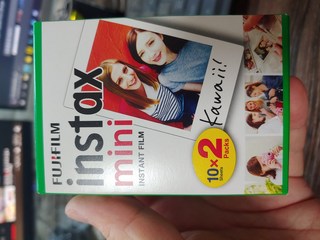 FUJIFILM
instax
mini
INSTANT FILM
Kawaii!
10×2
Packs